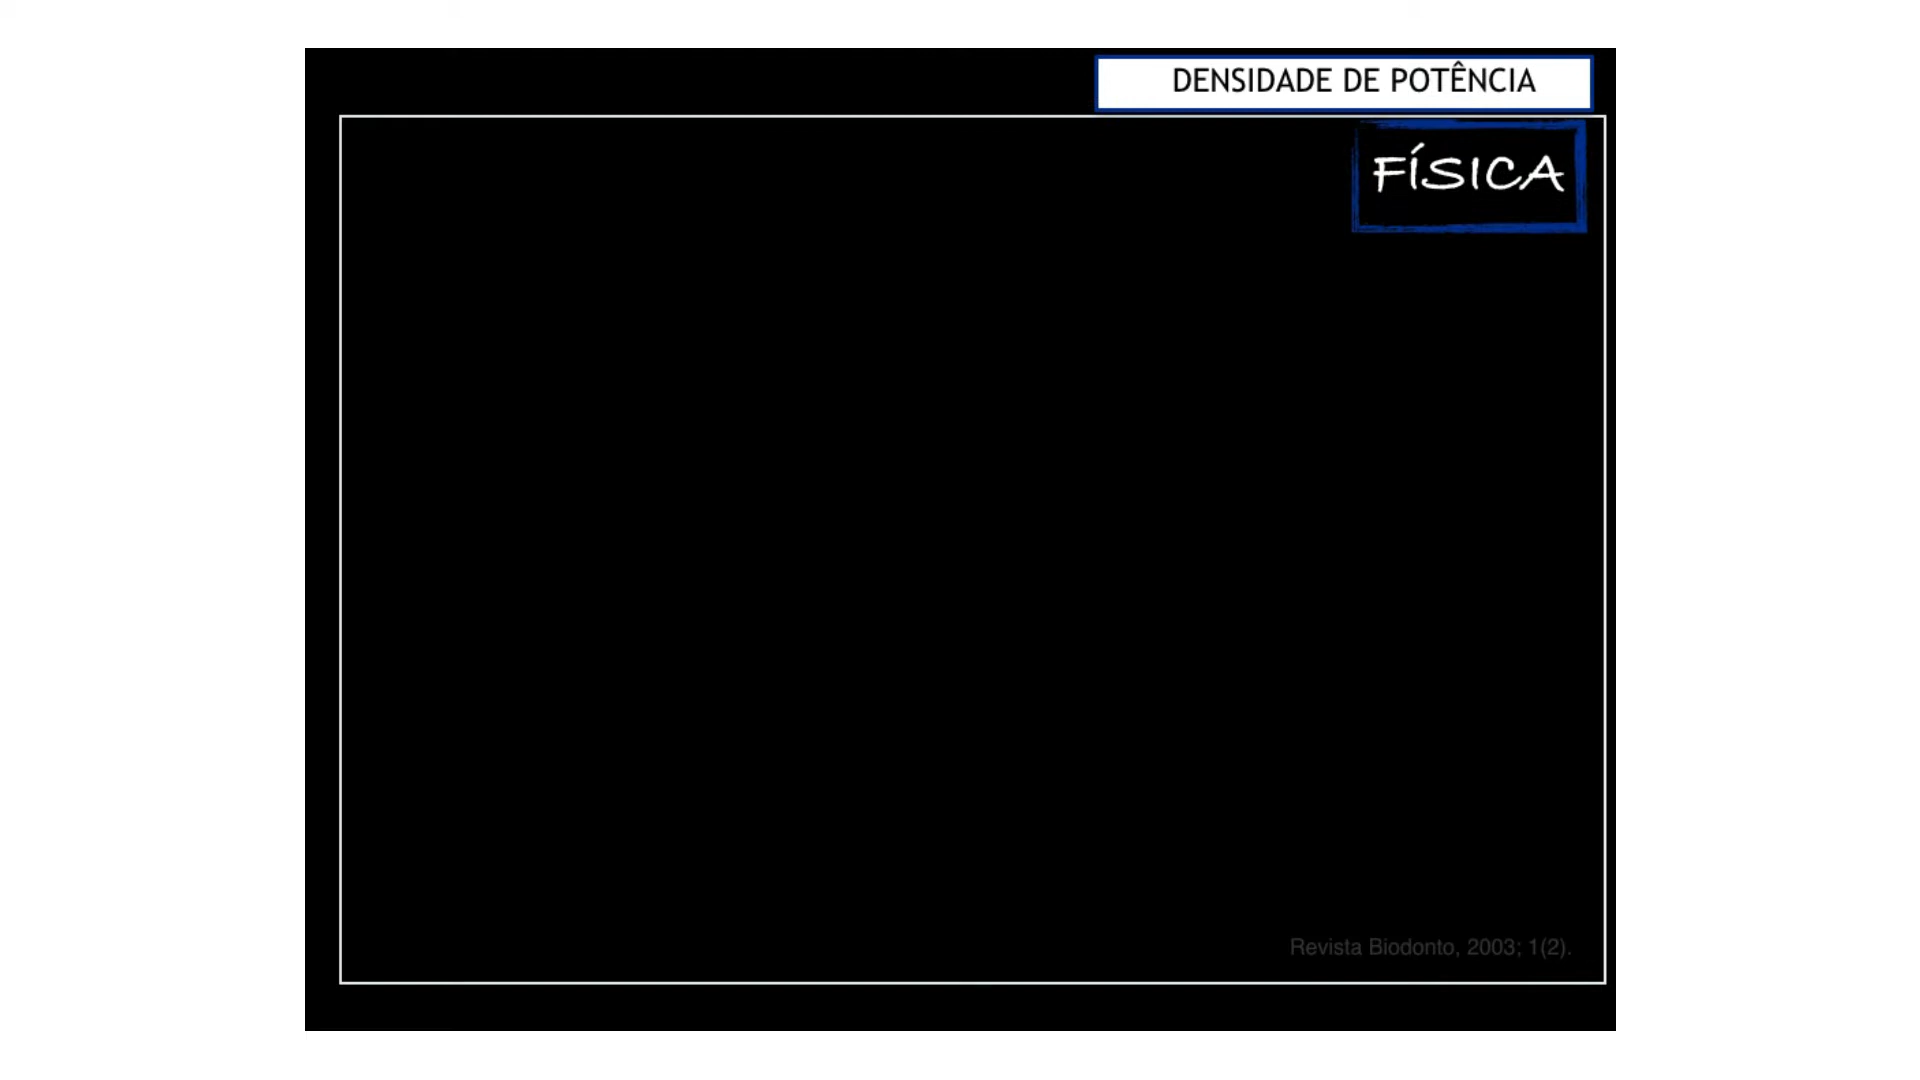 DENSIDADE DE POTÊNCIA
FÍSICA
Revista Biodonto, 2003; 1(2).